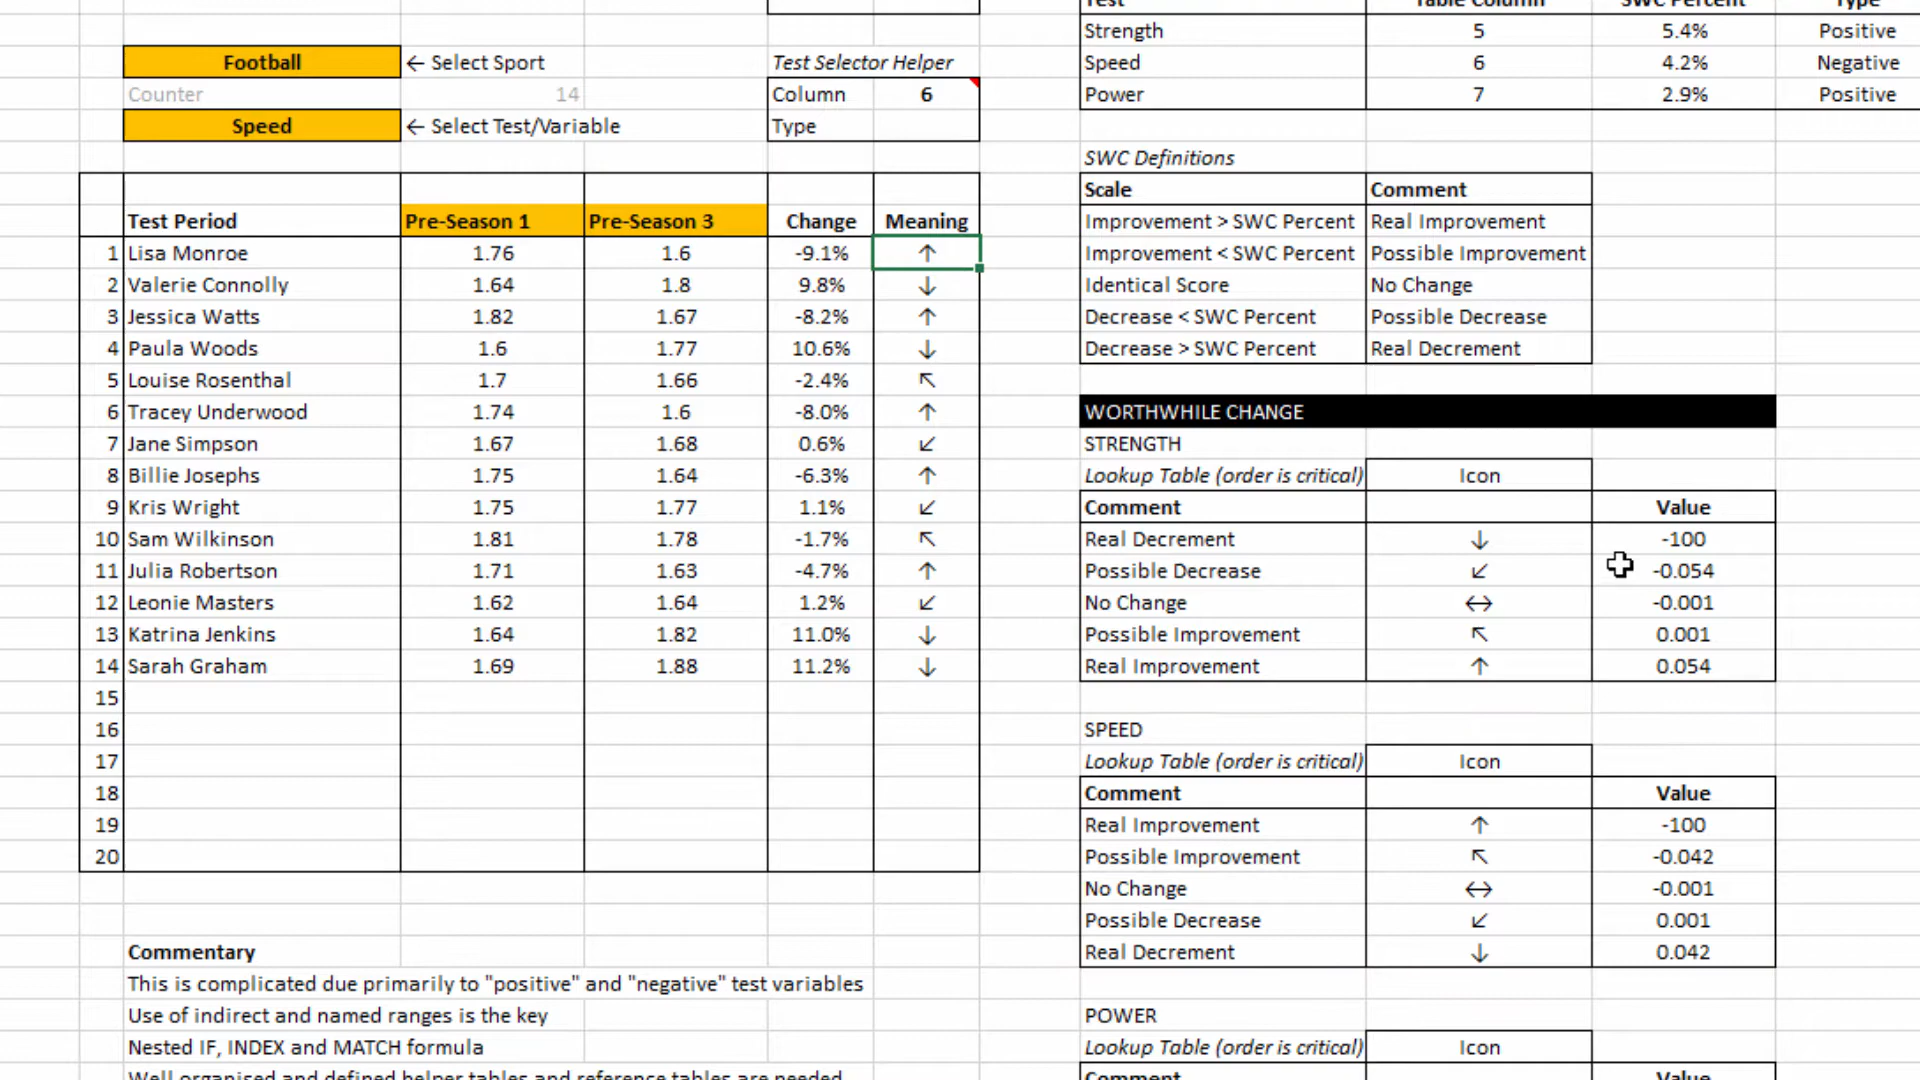 Test Table Column SWC Percent Type
Strength 5 5.4% Positive
Football ← Select Sport Test Selector Helper Speed 6 4.2% Negative
Counter 14 Column 6 Power 7 2.9% Positive
Speed ← Select Test/Variable Type
SWC Definitions
Scale Comment
Test Period Pre-Season 1 Pre-Season 3 Change Meaning Improvement > SWC Percent Real Improvement
1 Lisa Monroe 1.76 1.6 -9.1% ↑ Improvement < SWC Percent Possible Improvement
2 Valerie Connolly 1.64 1.8 9.8% ↓ Identical Score No Change
3 Jessica Watts 1.82 1.67 -8.2% ↑ Decrease < SWC Percent Possible Decrease
4 Paula Woods 1.6 1.77 10.6% ↓ Decrease > SWC Percent Real Decrement
5 Louise Rosenthal 1.7 1.66 -2.4% ↖
6 Tracey Underwood 1.74 1.6 -8.0% ↑ WORTHWHILE CHANGE
7 Jane Simpson 1.67 1.68 0.6% ↙ STRENGTH
8 Billie Josephs 1.75 1.64 -6.3% ↑ Lookup Table (order is critical) Icon
9 Kris Wright 1.75 1.77 1.1% ↙ Comment Value
10 Sam Wilkinson 1.81 1.78 -1.7% ↖ Real Decrement ↓ -100
11 Julia Robertson 1.71 1.63 -4.7% ↑ Possible Decrease ↙ -0.054
12 Leonie Masters 1.62 1.64 1.2% ↙ No Change ↔ -0.001
13 Katrina Jenkins 1.64 1.82 11.0% ↓ Possible Improvement ↖ 0.001
14 Sarah Graham 1.69 1.88 11.2% ↓ Real Improvement ↑ 0.054
15
16 SPEED
17 Lookup Table (order is critical) Icon
18 Comment Value
19 Real Improvement ↑ -100
20 Possible Improvement ↖ -0.042
No Change ↔ -0.001
Possible Decrease ↙ 0.001
Commentary Real Decrement ↓ 0.042
This is complicated due primarily to "positive" and "negative" test variables
Use of indirect and named ranges is the key POWER
Nested IF, INDEX and MATCH formula Lookup Table (order is critical) Icon
Well organised and defined helper tables and reference tables are needed Comment Value